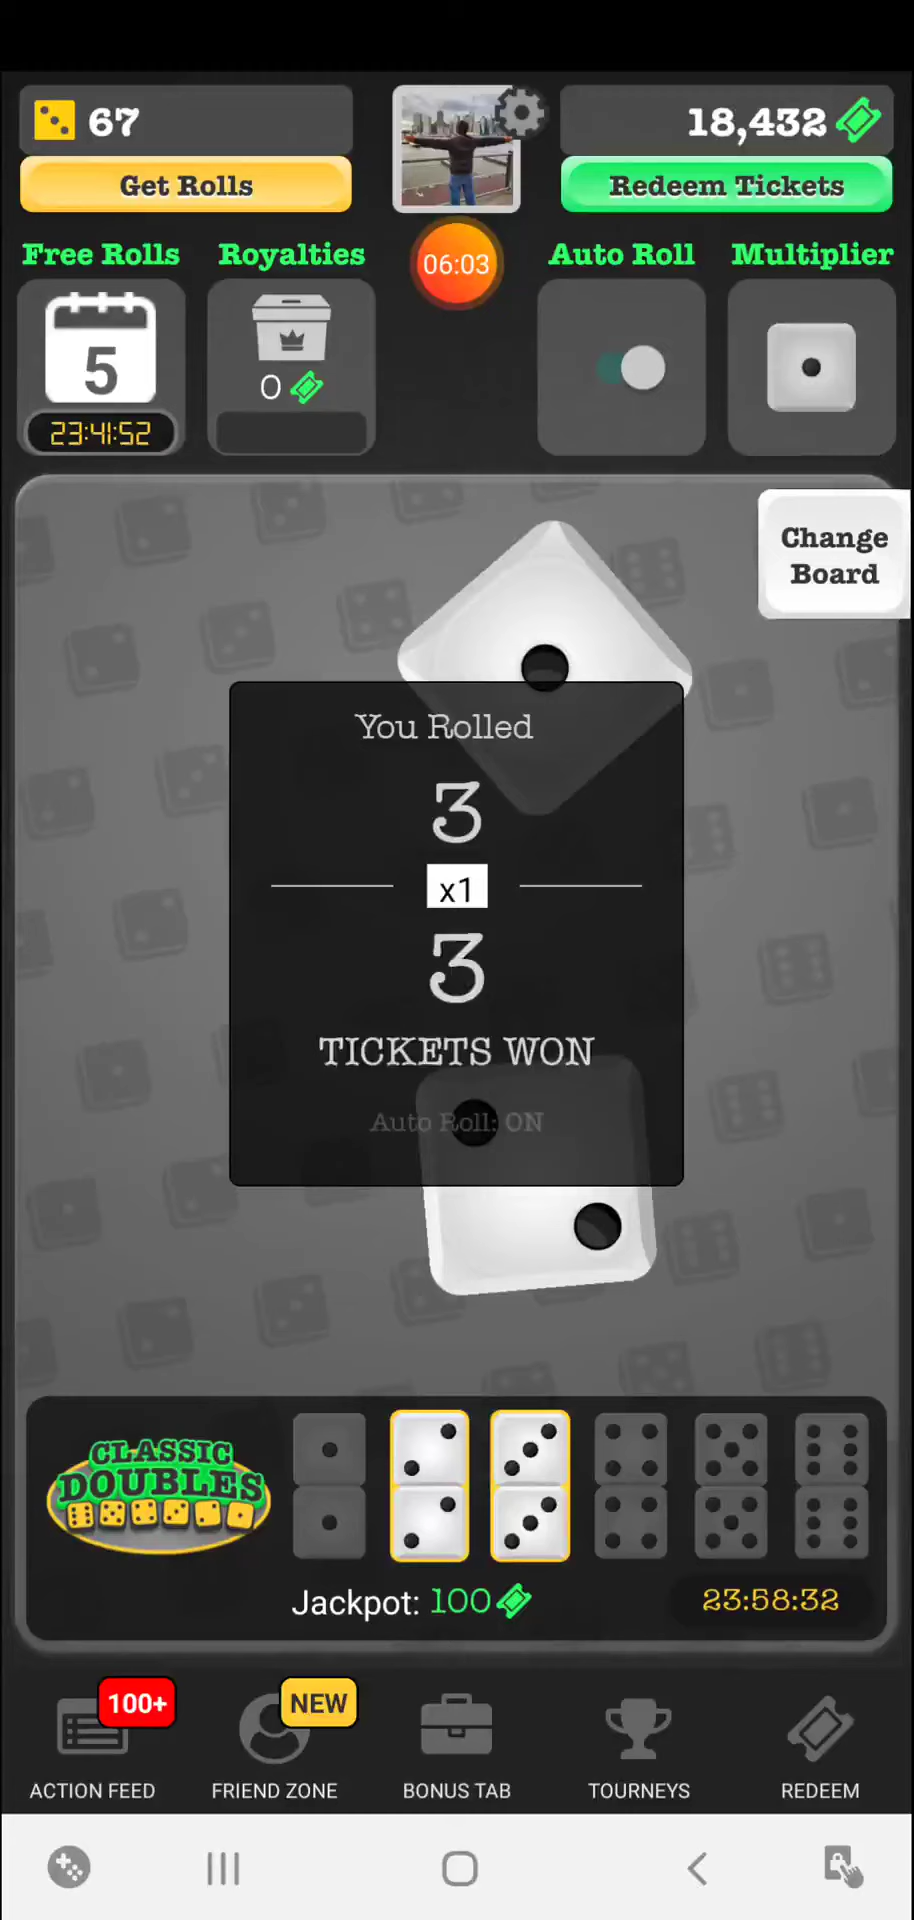 67
18,432
Get Rolls
Redeem Tickets
Free Rolls
Royalties
06:03
Auto Roll
Multiplier
5
0
23:41:52
Change
Board
You Rolled
3
x1
3
TICKETS WON
Auto Roll: ON
CLASSIC
DOUBLES
Jackpot: 100
23:58:32
100+
NEW
ACTION FEED
FRIEND ZONE
BONUS TAB
TOURNEYS
REDEEM